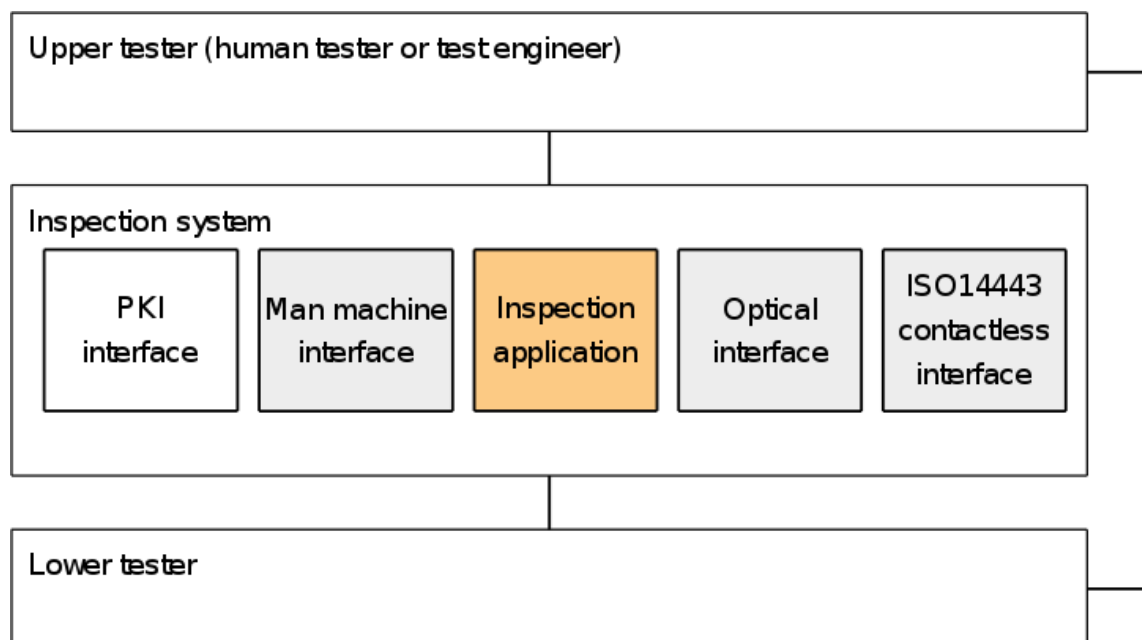 Upper tester (human tester or test engineer)
Inspection system
PKI
interface
Man machine
interface
Inspection
application
Optical
interface
ISO14443
contactless
interface
Lower tester